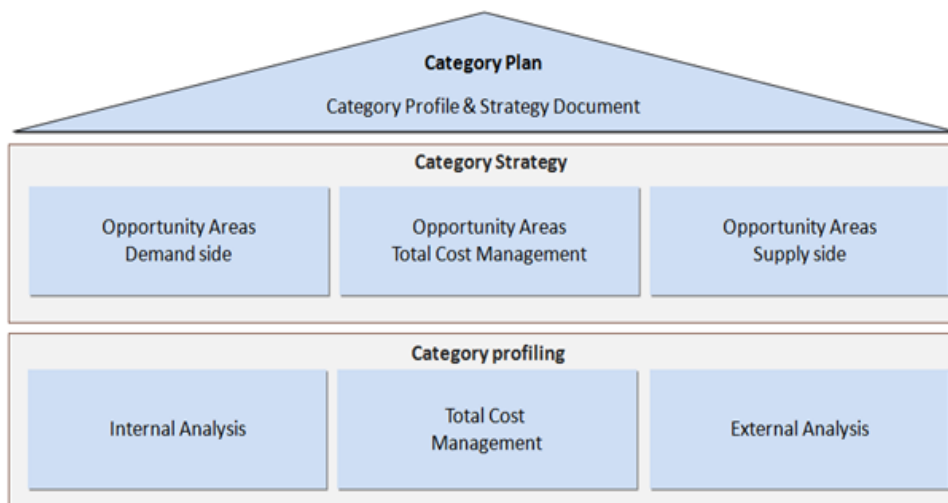 Category Plan
Category Profile & Strategy Document
Category Strategy
Opportunity Areas
Demand side
Opportunity Areas
Total Cost Management
Opportunity Areas
Supply side
Category profiling
Internal Analysis
Total Cost
Management
External Analysis